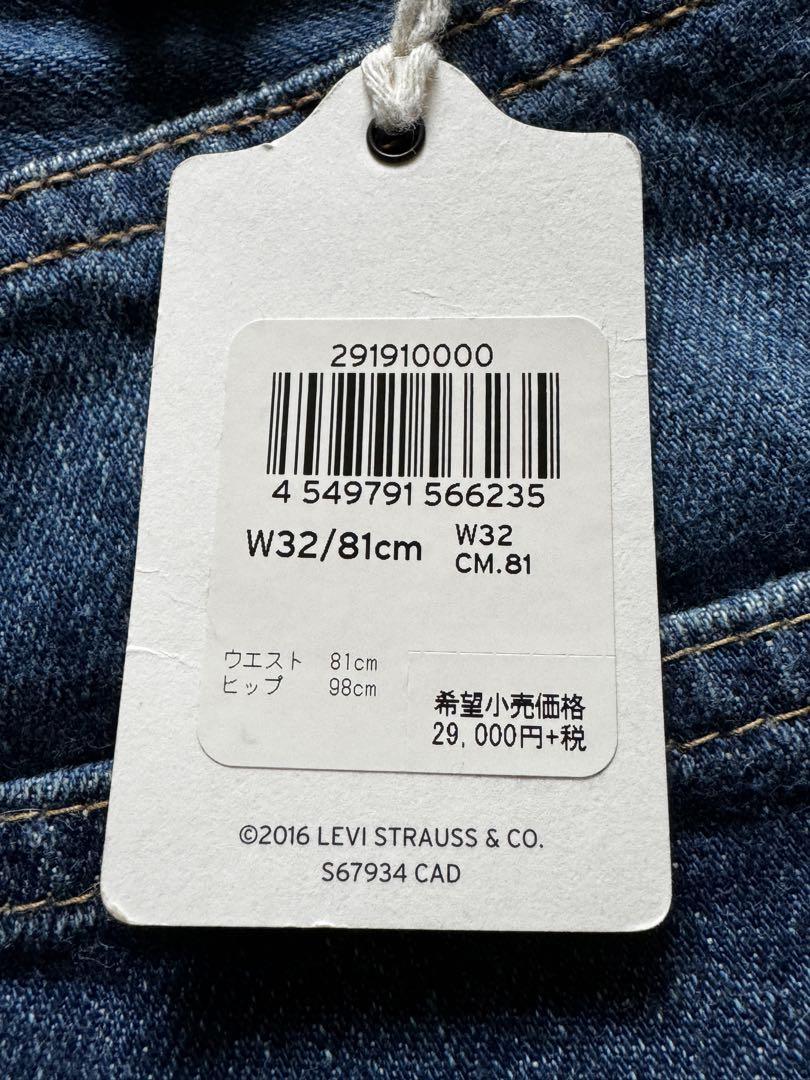 291910000
4 549791 566235
W32/81cm
W32
CM.81
ウエスト 81cm
ヒップ 98cm
希望小売価格
29,000円+税
©2016 LEVI STRAUSS & CO.
S67934 CAD